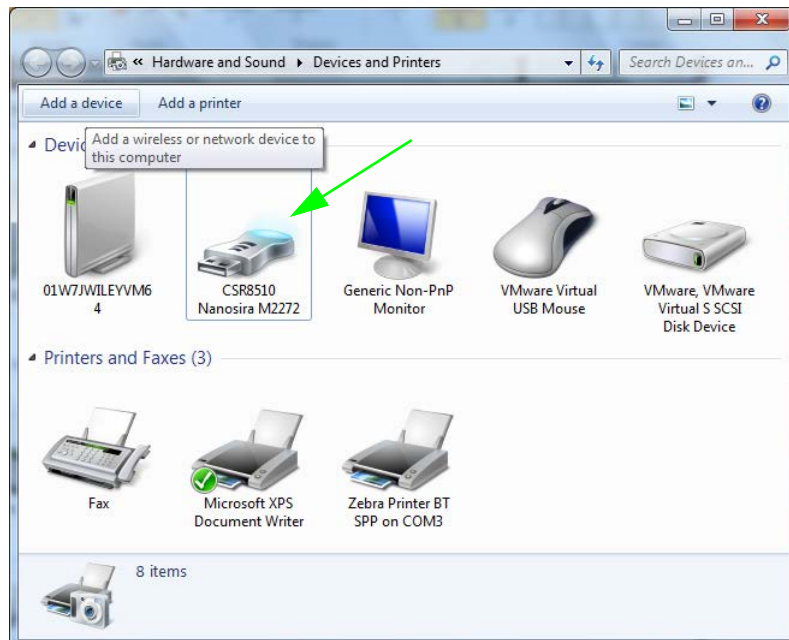 « Hardware and Sound ▸ Devices and Printers
Search Devices an...
Add a device
Add a printer
Add a wireless or network device to
this computer
01W7JWILEYVM6
4
CSR8510
Nanosira M2272
Generic Non-PnP
Monitor
VMware Virtual
USB Mouse
VMware, VMware
Virtual S SCSI
Disk Device
Printers and Faxes (3)
Fax
Microsoft XPS
Document Writer
Zebra Printer BT
SPP on COM3
8 items